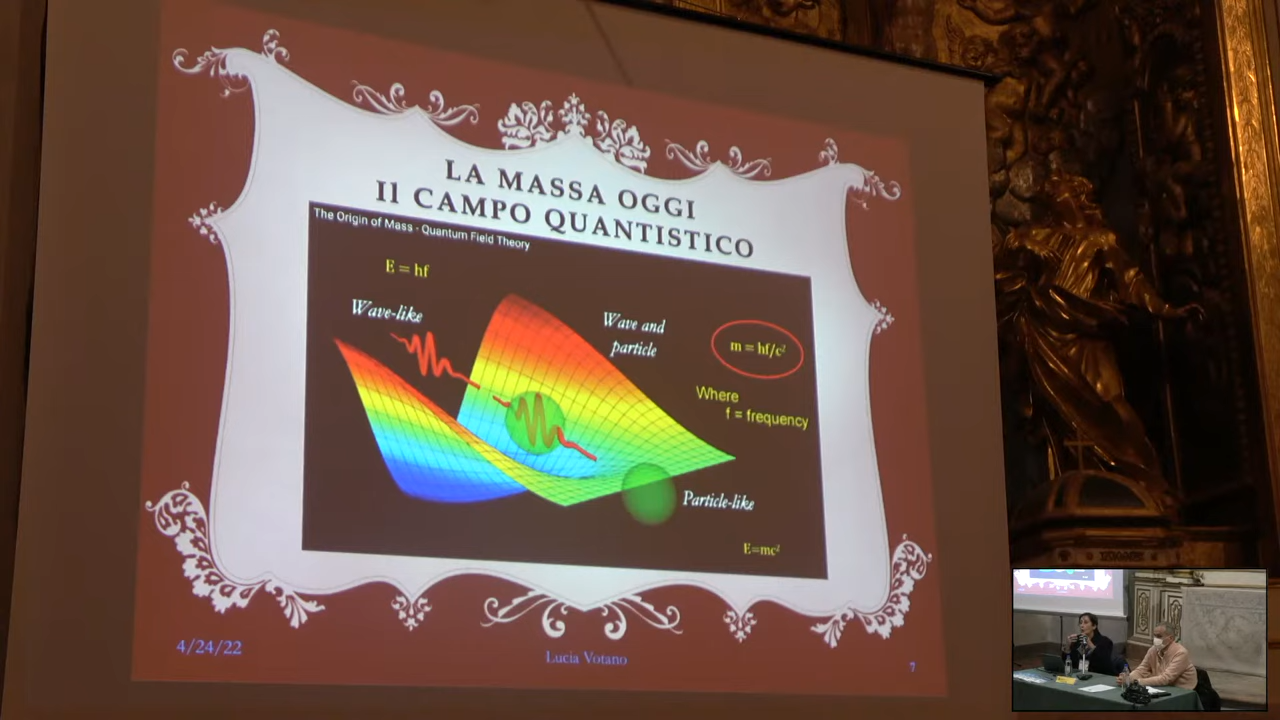 LA MASSA OGGI
Il CAMPO QUANTISTICO
The Origin of Mass - Quantum Field Theory
E = hf
Wave-like
Wave and
particle
m = hf/c²
Where
f = frequency
Particle-like
E=mc²
4/24/22
Lucia Votano
7